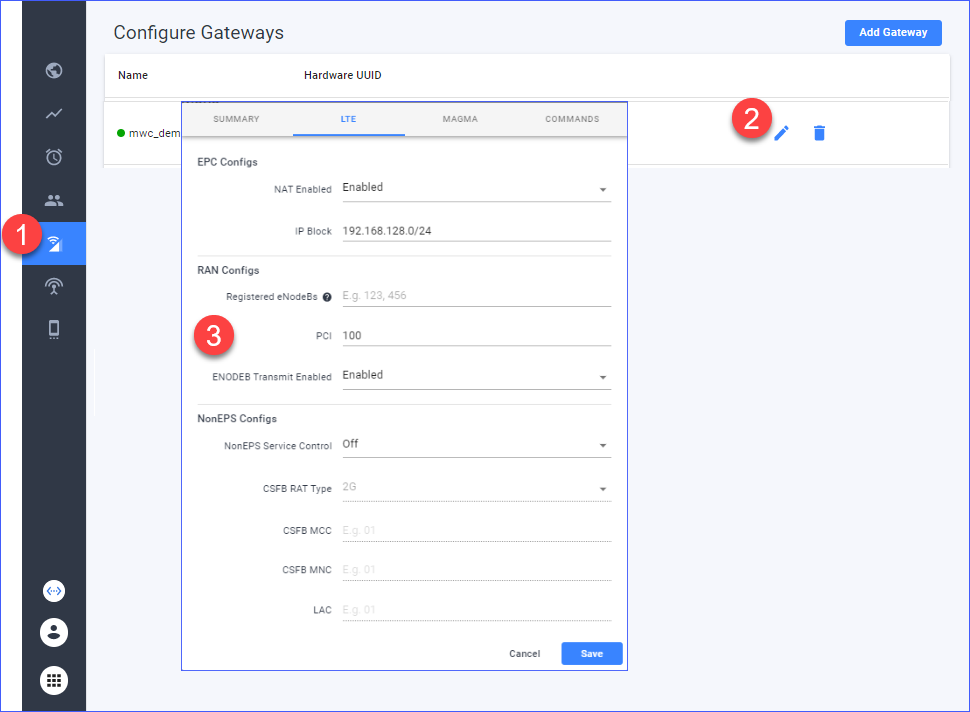 Configure Gateways
Add Gateway
Name Hardware UUID
2
mwc_dem
SUMMARY LTE MAGMA COMMANDS
EPC Configs
NAT Enabled Enabled
IP Block 192.168.128.0/24
1
RAN Configs
Registered eNodeBs ? E.g. 123, 456
3
PCI 100
ENODEB Transmit Enabled Enabled
NonEPS Configs
NonEPS Service Control Off
CSFB RAT Type 2G
CSFB MCC E.g. 01
CSFB MNC E.g. 01
LAC E.g. 01
Cancel Save